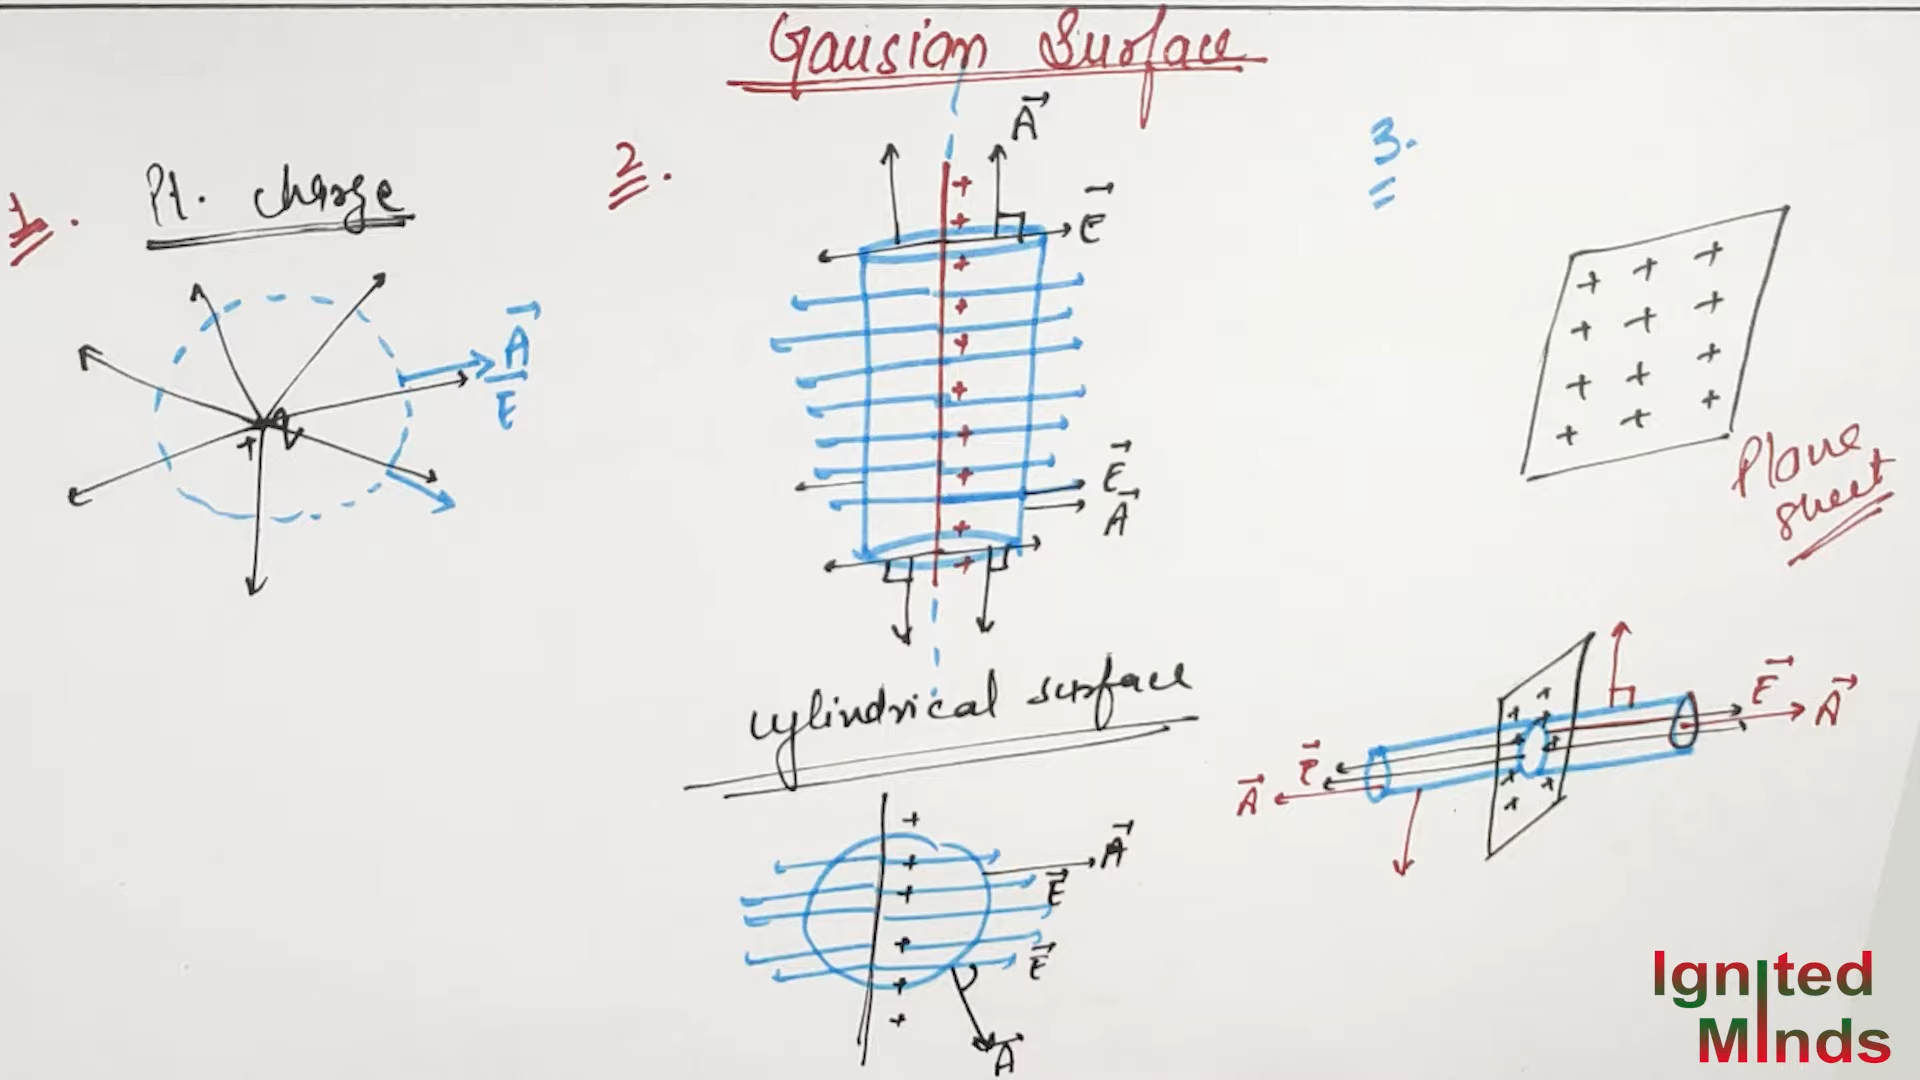 Gausian Surface
1.
Pt. charge
A
E
+
2.
A
E
+
+
+
+
+
+
+
+
E
A
+
+
cylindrical surface
+
+
+
+
+
+
A
E
E
A
3.
+ + +
+ + +
+ + +
+ + +
Plane
sheet
E
A
E
A
+ + + + + + + +
Ignited
Minds